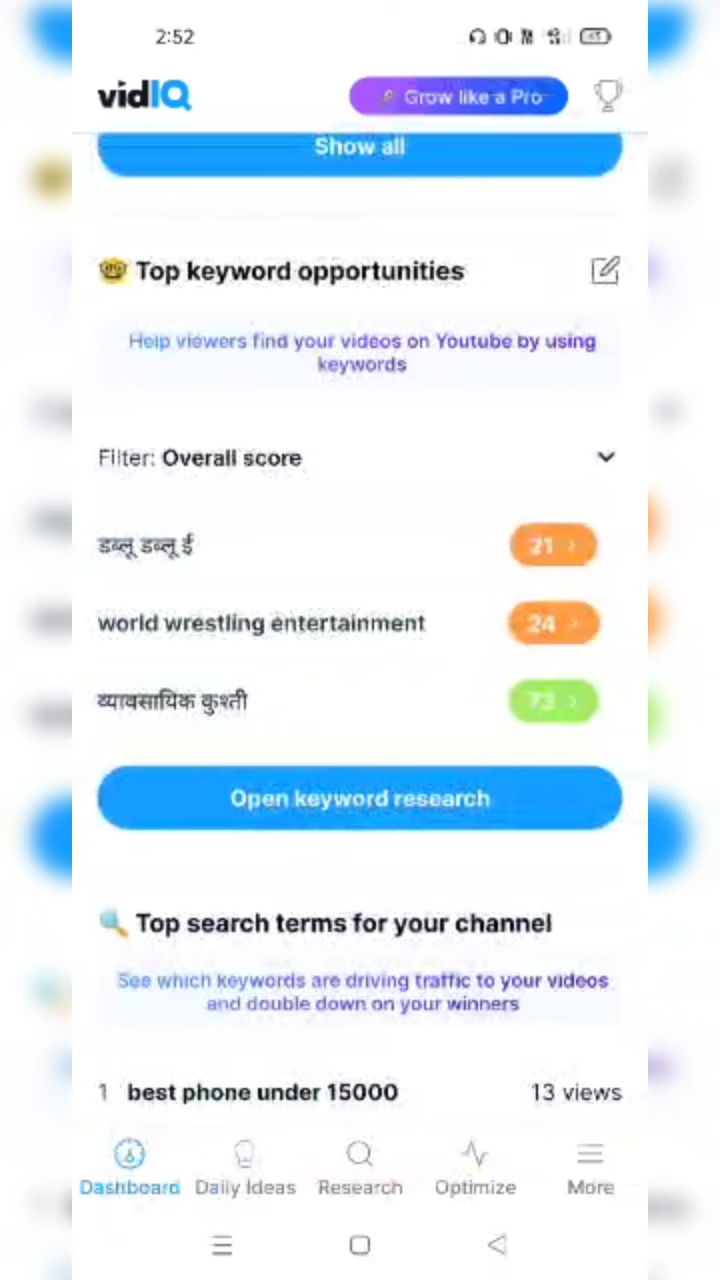 2:52
vidIQ
Grow like a Pro
Show all
Top keyword opportunities
Help viewers find your videos on Youtube by using
keywords
Filter: Overall score
डब्लू डब्लू ई
21
world wrestling entertainment
24
व्यावसायिक कुश्ती
73
Open keyword research
Top search terms for your channel
See which keywords are driving traffic to your videos
and double down on your winners
1 best phone under 15000 13 views
Dashboard Daily Ideas Research Optimize More